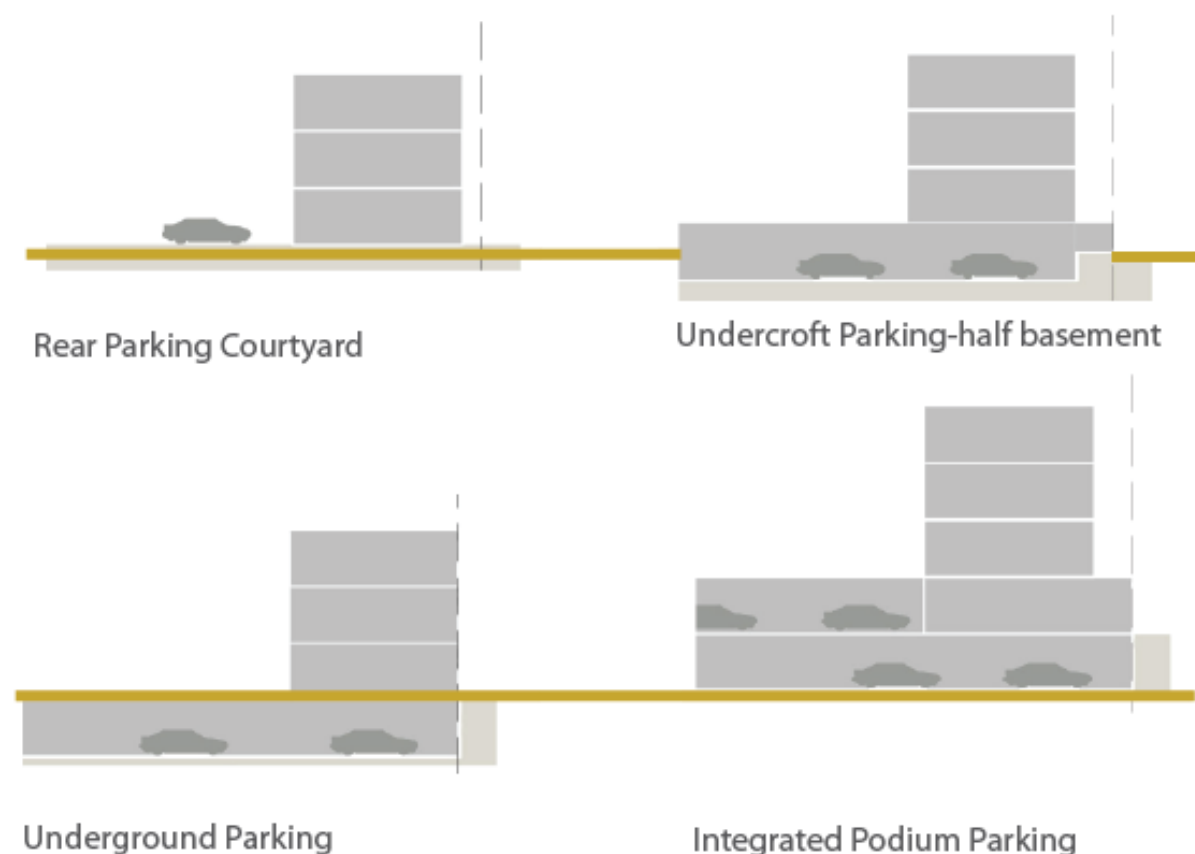 Rear Parking Courtyard
Undercroft Parking-half basement
Underground Parking
Integrated Podium Parking